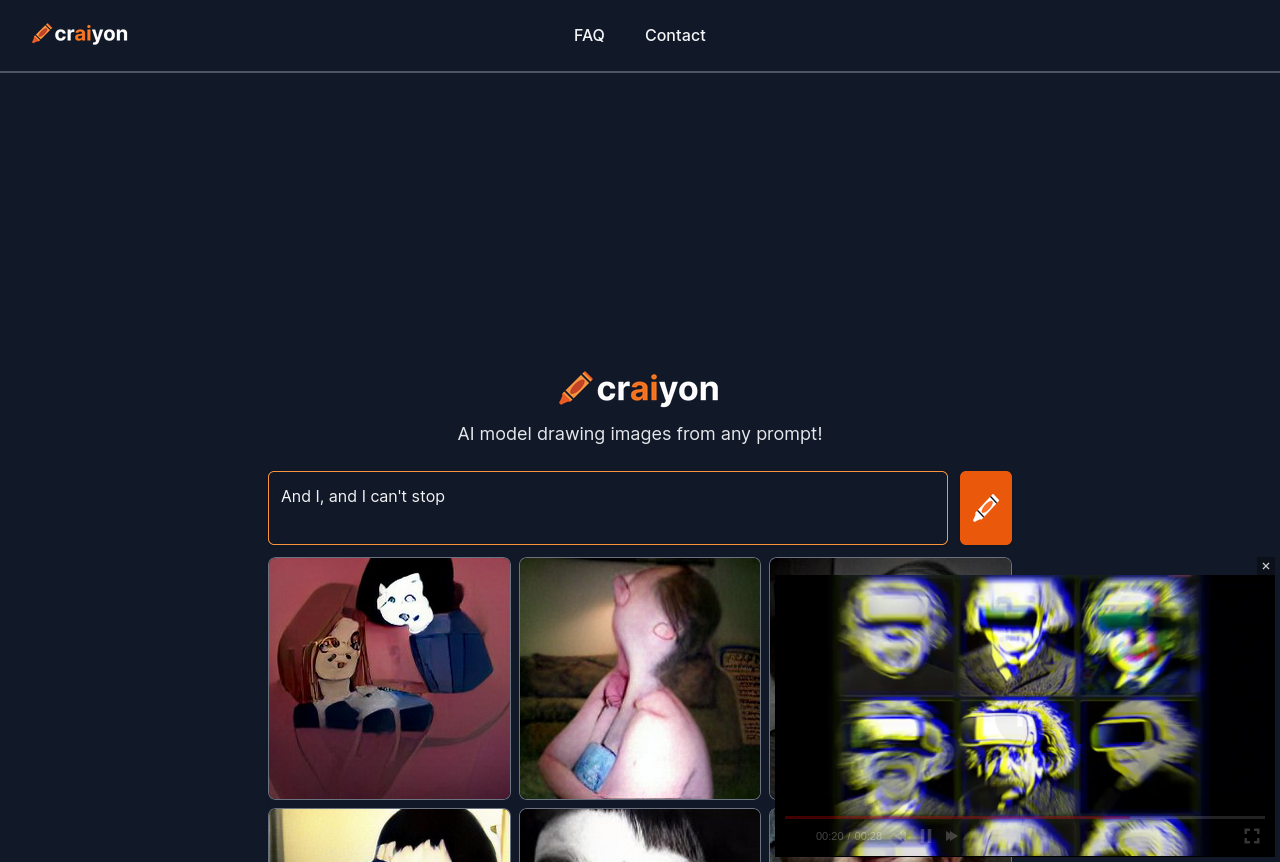 craiyon
FAQ
Contact
craiyon
AI model drawing images from any prompt!
And I, and I can't stop
×
00:20 / 00:28